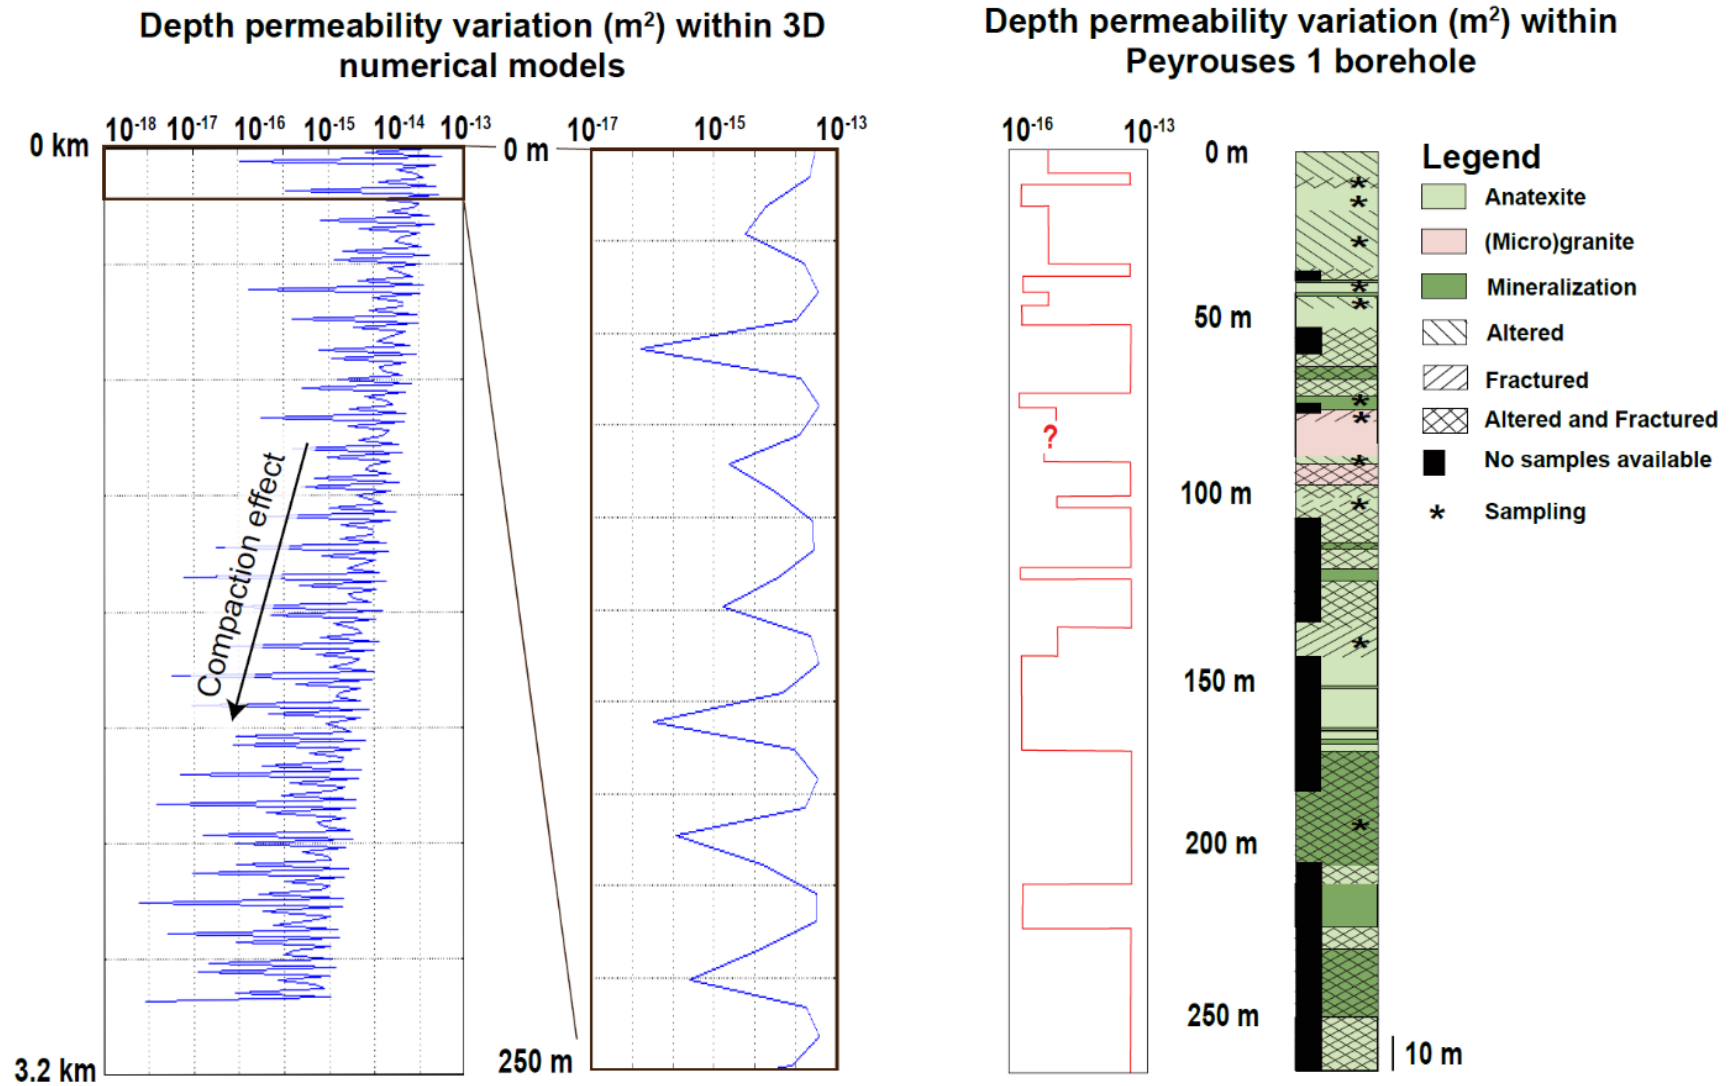 Depth permeability variation (m²) within 3D
numerical models
Depth permeability variation (m²) within
Peyrouses 1 borehole
10⁻¹⁸ 10⁻¹⁷ 10⁻¹⁶ 10⁻¹⁵ 10⁻¹⁴ 10⁻¹³
0 km
3.2 km
Compaction effect
10⁻¹⁷ 10⁻¹⁵ 10⁻¹³
0 m
250 m
10⁻¹⁶ 10⁻¹³
?
0 m
50 m
100 m
150 m
200 m
250 m
10 m
Legend
Anatexite
(Micro)granite
Mineralization
Altered
Fractured
Altered and Fractured
No samples available
* Sampling